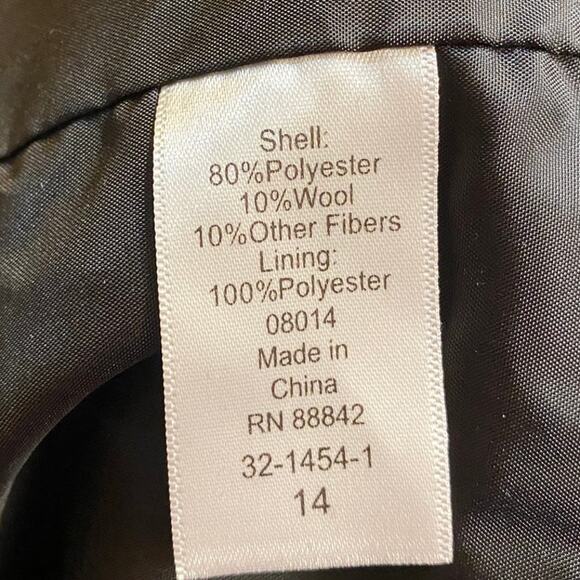 Shell:
80%Polyester
10%Wool
10%Other Fibers
Lining:
100%Polyester
08014
Made in
China
RN 88842
32-1454-1
14